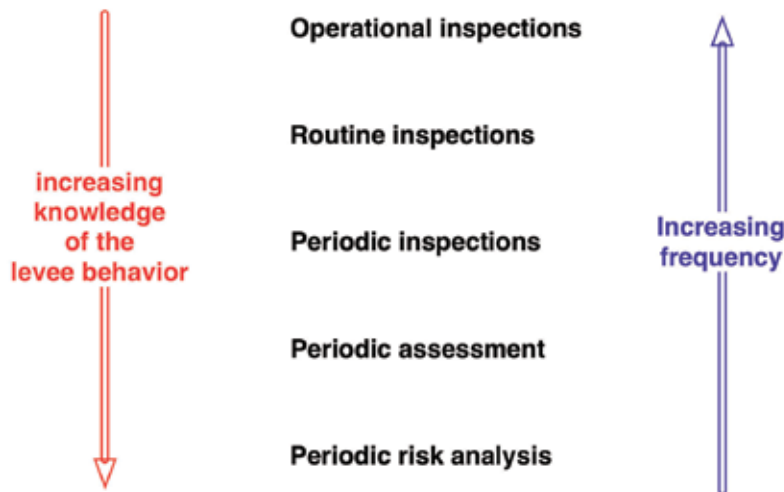 Operational inspections
Routine inspections
increasing
knowledge
of the
levee behavior
Periodic inspections
Increasing
frequency
Periodic assessment
Periodic risk analysis